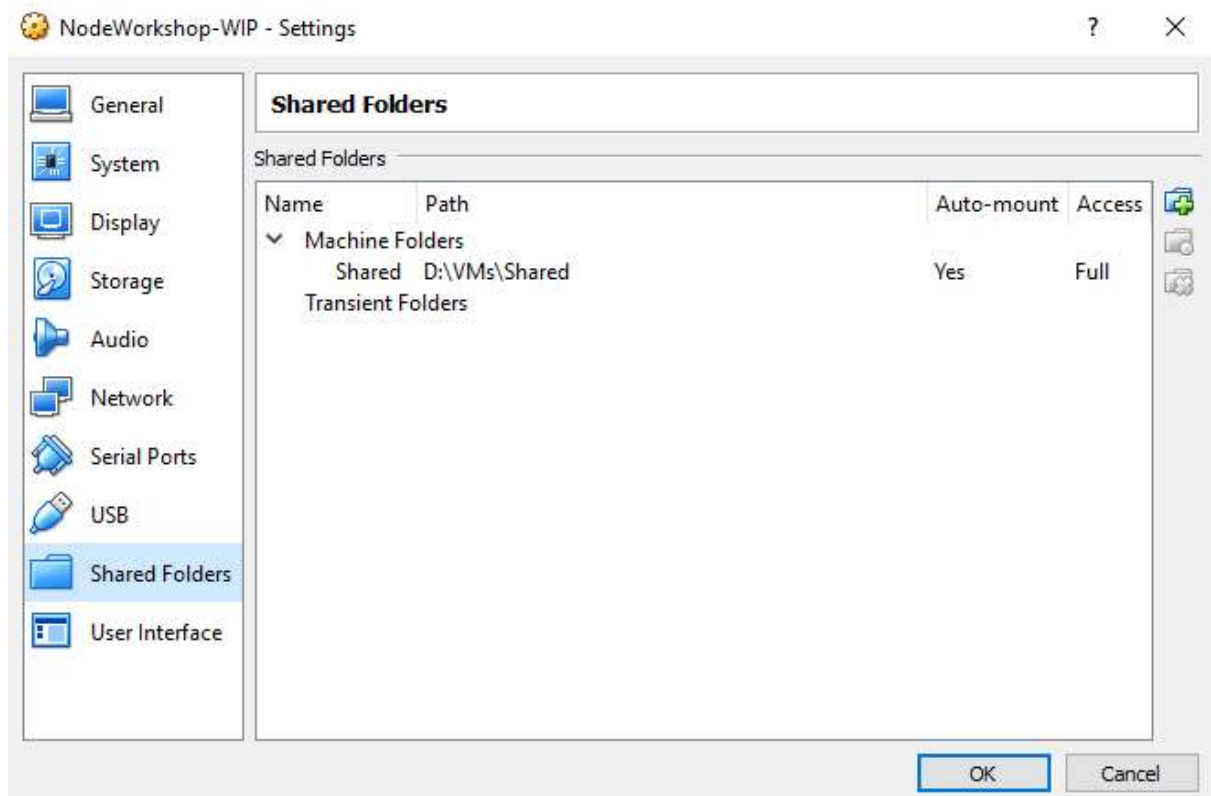 NodeWorkshop-WIP - Settings ?
General
System
Display
Storage
Audio
Network
Serial Ports
USB
Shared Folders
User Interface
Shared Folders
Shared Folders
Name Path Auto-mount Access
Machine Folders
Shared D:\VMs\Shared Yes Full
Transient Folders
OK Cancel